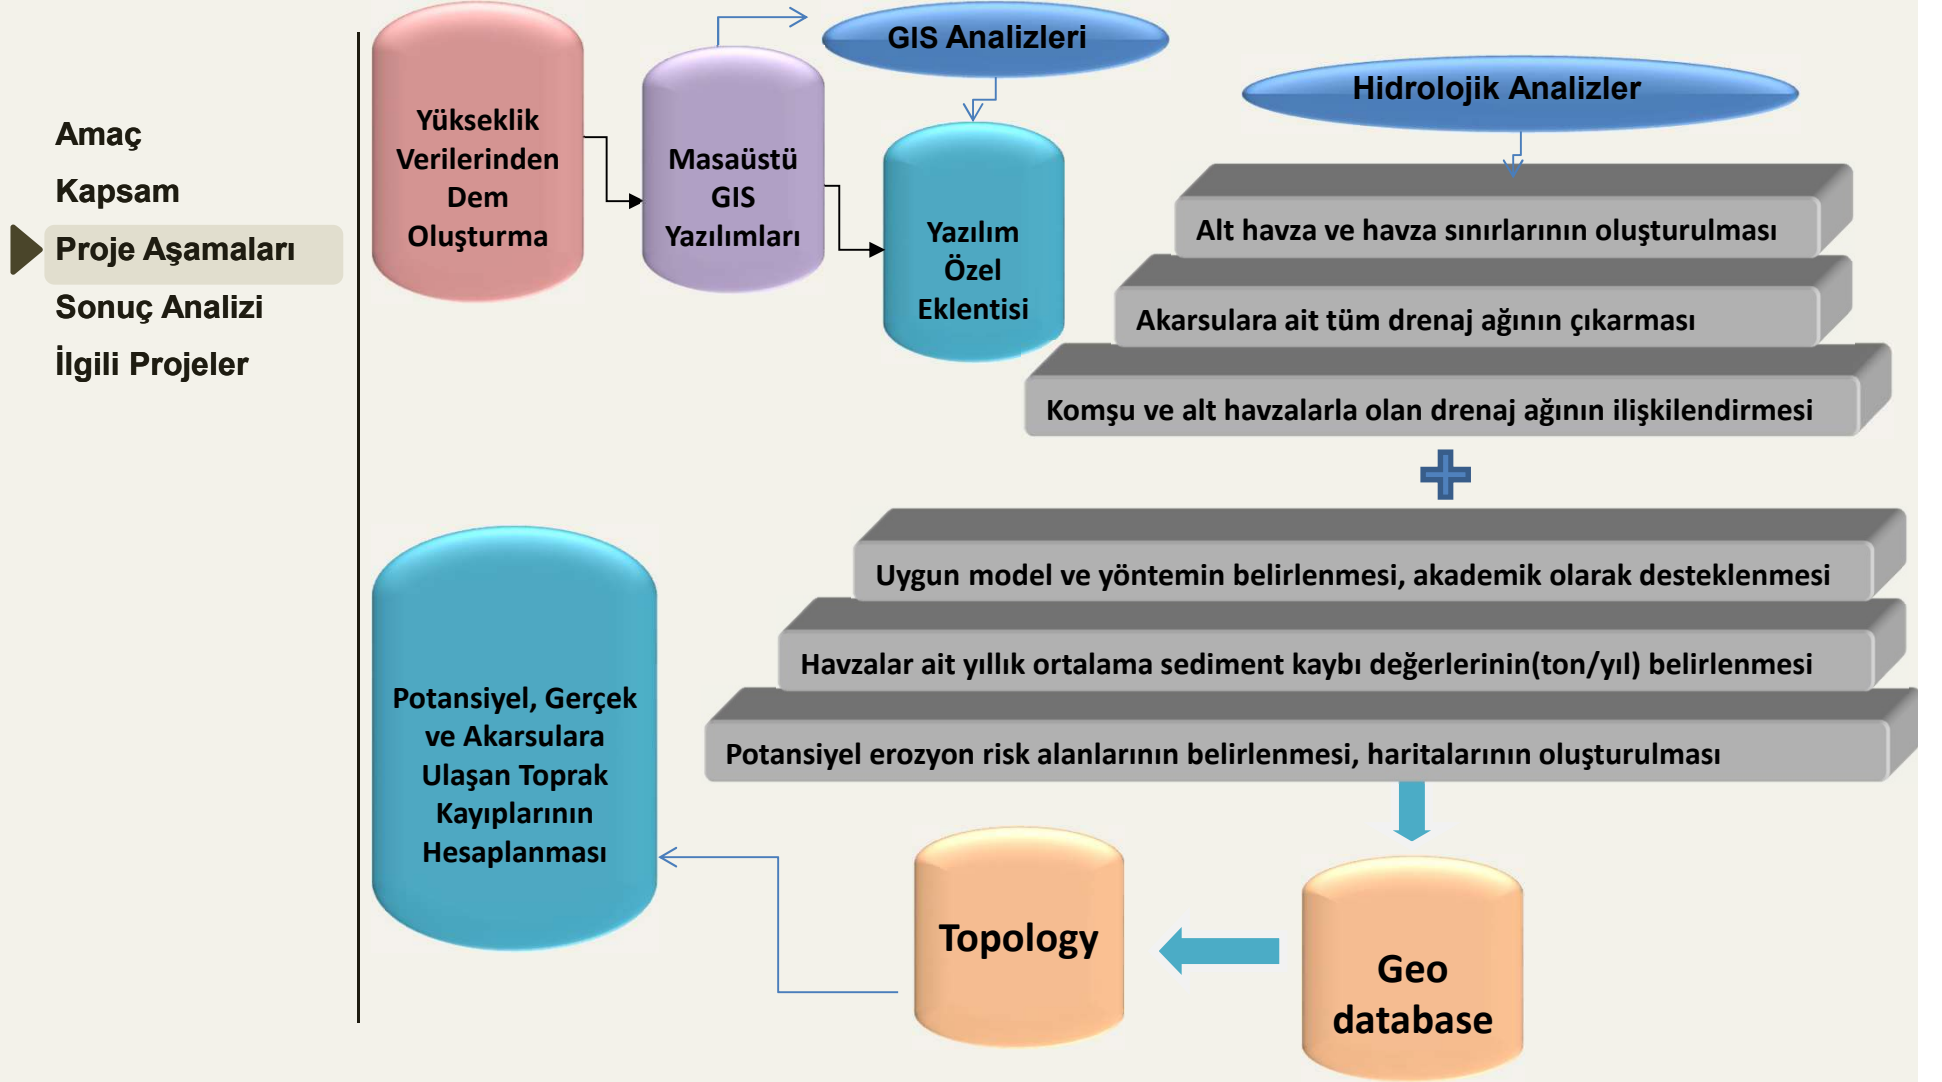 Amaç
Kapsam
Proje Aşamaları
Sonuç Analizi
İlgili Projeler
Yükseklik
Verilerinden
Dem
Oluşturma
Masaüstü
GIS
Yazılımları
GIS Analizleri
Yazılım
Özel
Eklentisi
Hidrolojik Analizler
Alt havza ve havza sınırlarının oluşturulması
Akarsulara ait tüm drenaj ağının çıkarması
Komşu ve alt havzalarla olan drenaj ağının ilişkilendirmesi
Uygun model ve yöntemin belirlenmesi, akademik olarak desteklenmesi
Havzalar ait yıllık ortalama sediment kaybı değerlerinin(ton/yıl) belirlenmesi
Potansiyel erozyon risk alanlarının belirlenmesi, haritalarının oluşturulması
Geo
database
Topology
Potansiyel, Gerçek
ve Akarsulara
Ulaşan Toprak
Kayıplarının
Hesaplanması